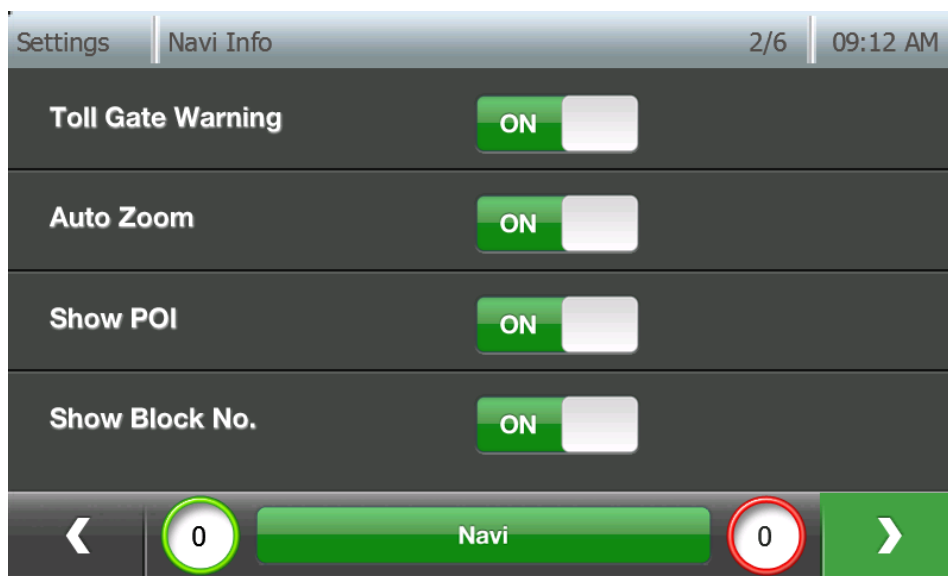 Settings Navi Info 2/6 09:12 AM
Toll Gate Warning ON
Auto Zoom ON
Show POI ON
Show Block No. ON
0 Navi 0